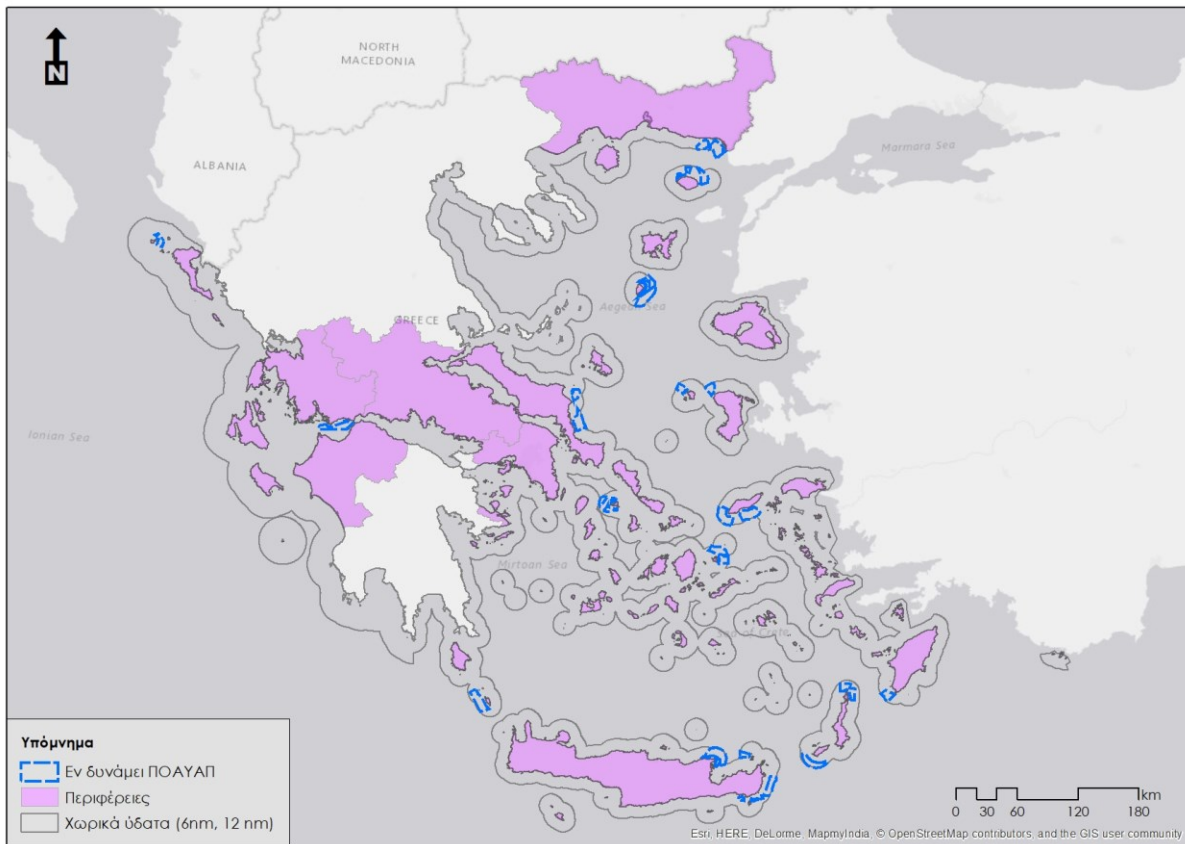 N
NORTH
MACEDONIA
ALBANIA
Marmara Sea
GREECE
Aegean Sea
Ionian Sea
Mirtoan Sea
Sea of Crete
Υπόμνημα
Εν δυνάμει ΠΟΑΥΑΠ
Περιφέρειες
Χωρικά ύδατα (6nm, 12 nm)
km
0 20 40 60 120 180
Esri, HERE, DeLorme, MapmyIndia, © OpenStreetMap contributors, and the GIS user community